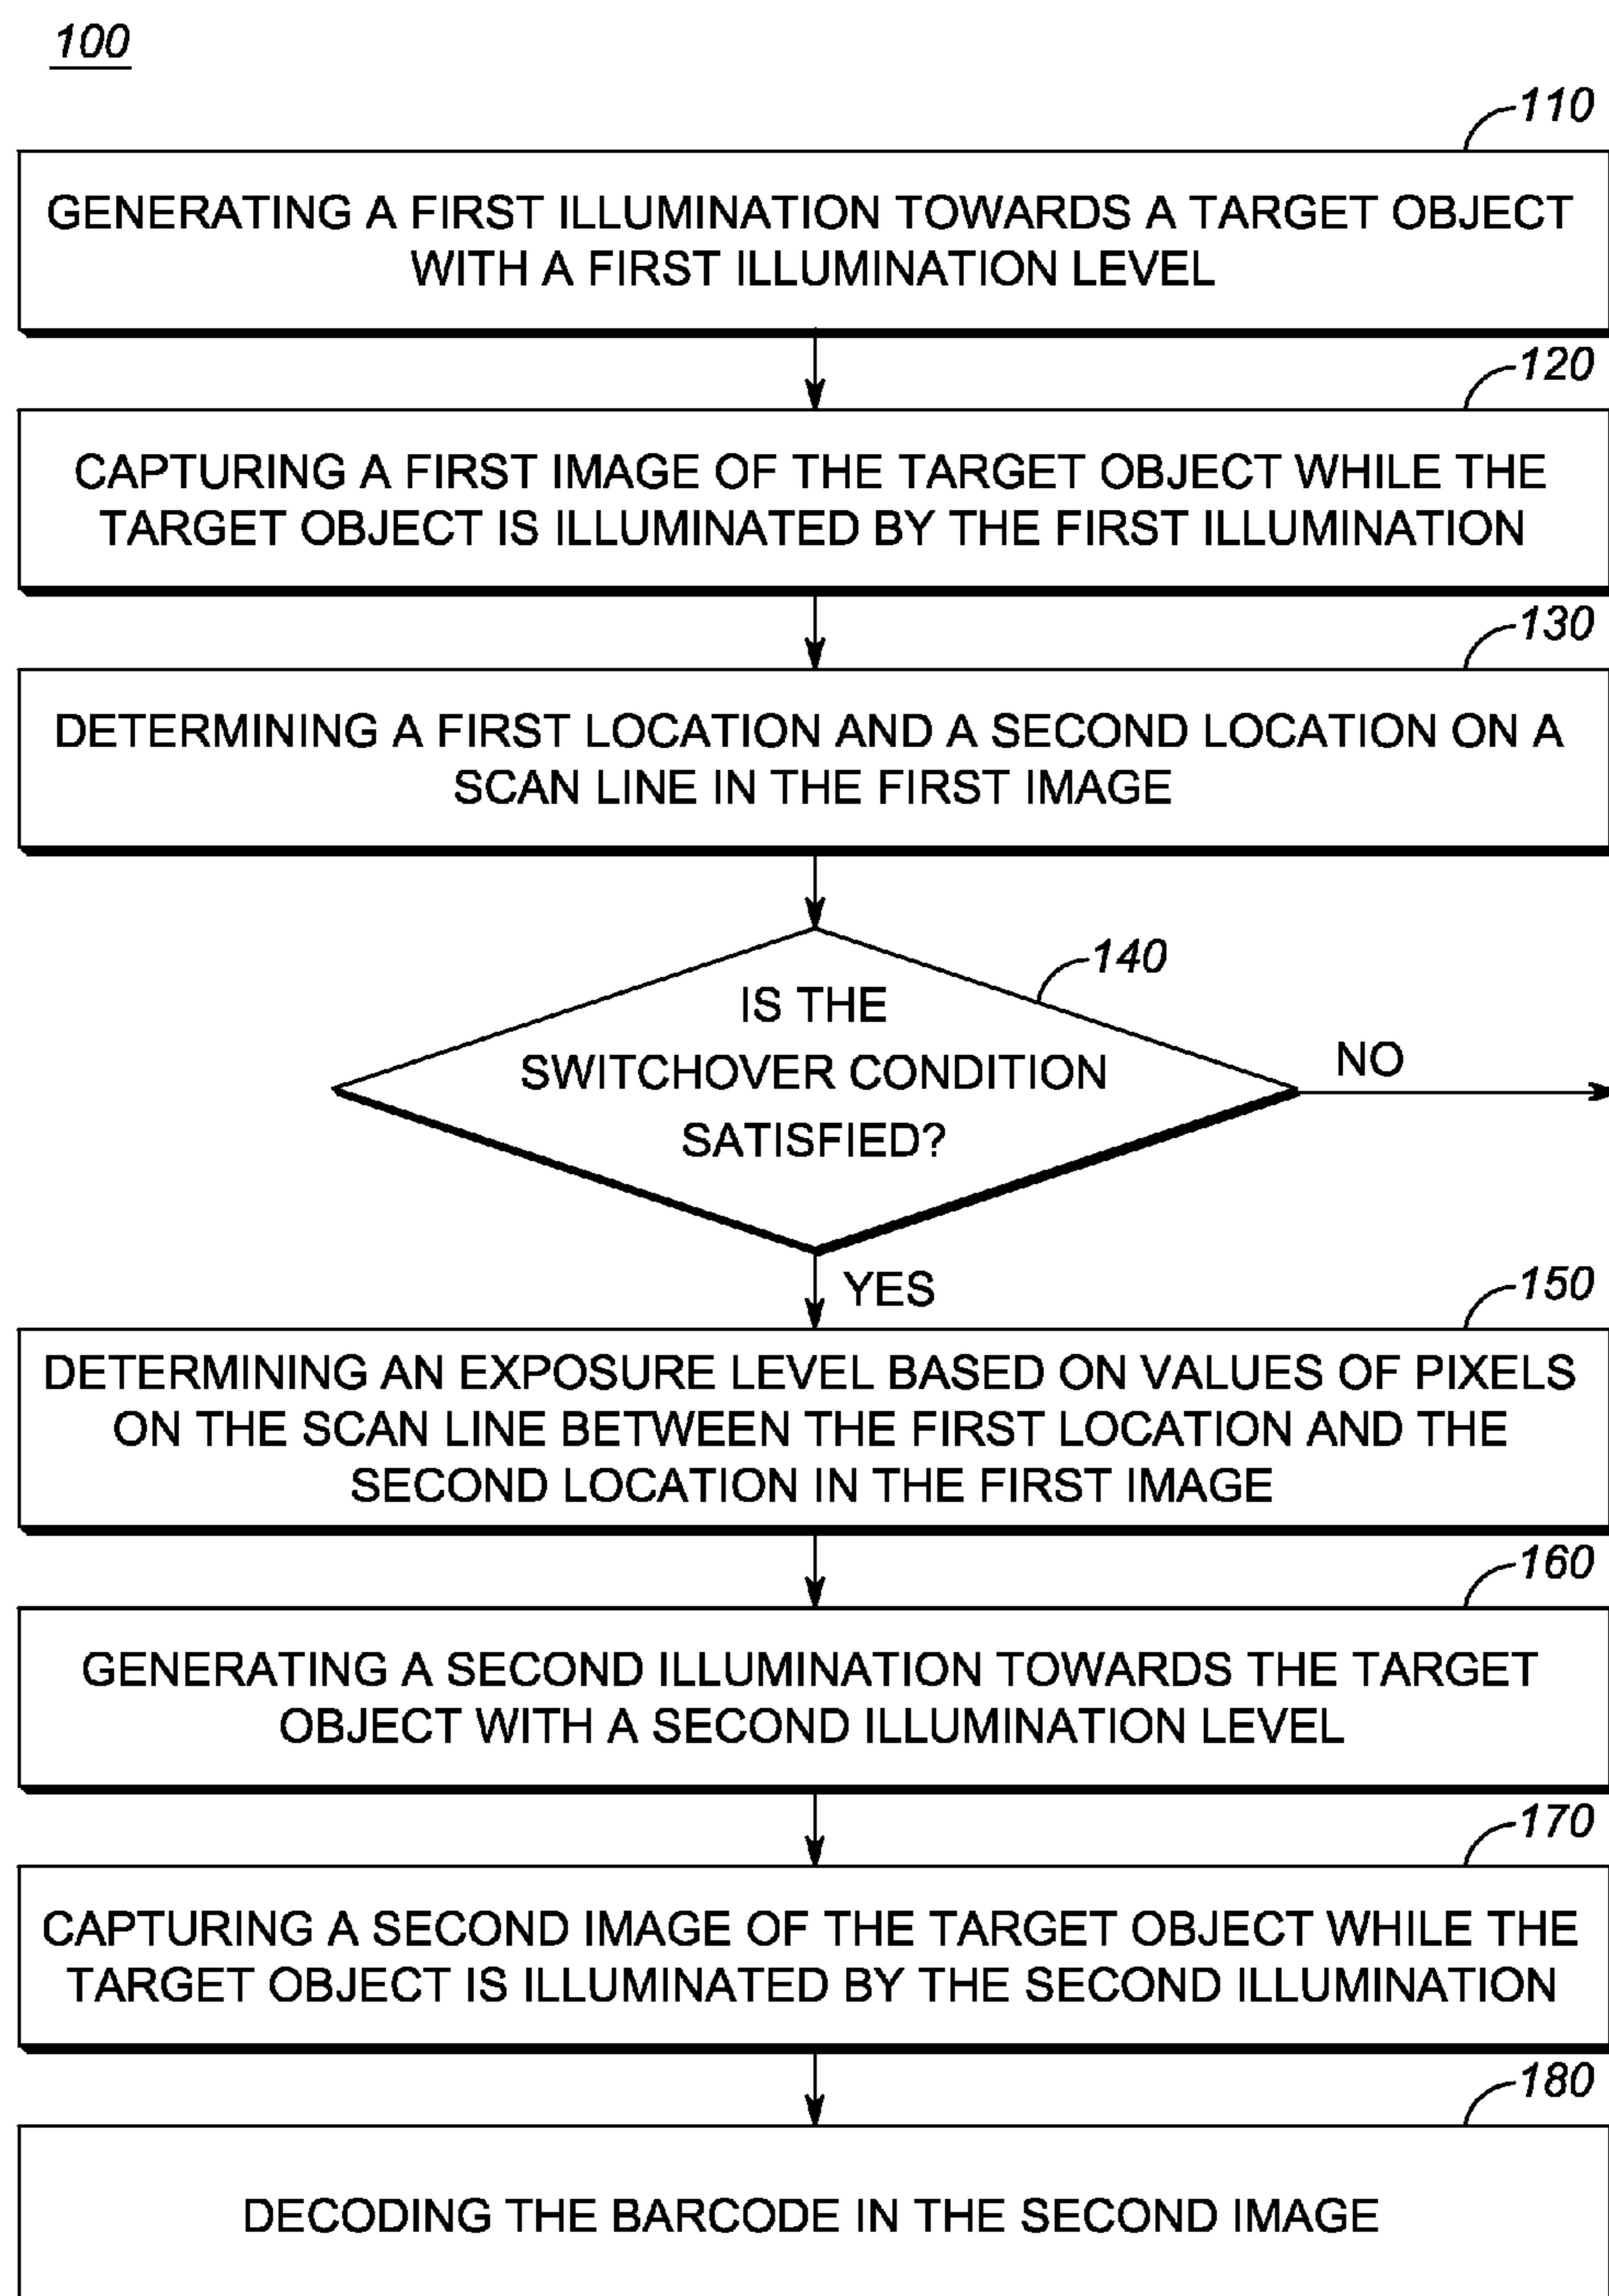 100
110
GENERATING A FIRST ILLUMINATION TOWARDS A TARGET OBJECT
WITH A FIRST ILLUMINATION LEVEL
120
CAPTURING A FIRST IMAGE OF THE TARGET OBJECT WHILE THE
TARGET OBJECT IS ILLUMINATED BY THE FIRST ILLUMINATION
130
DETERMINING A FIRST LOCATION AND A SECOND LOCATION ON A
SCAN LINE IN THE FIRST IMAGE
140
IS THE
SWITCHOVER CONDITION
SATISFIED?
NO
YES
150
DETERMINING AN EXPOSURE LEVEL BASED ON VALUES OF PIXELS
ON THE SCAN LINE BETWEEN THE FIRST LOCATION AND THE
SECOND LOCATION IN THE FIRST IMAGE
160
GENERATING A SECOND ILLUMINATION TOWARDS THE TARGET
OBJECT WITH A SECOND ILLUMINATION LEVEL
170
CAPTURING A SECOND IMAGE OF THE TARGET OBJECT WHILE THE
TARGET OBJECT IS ILLUMINATED BY THE SECOND ILLUMINATION
180
DECODING THE BARCODE IN THE SECOND IMAGE